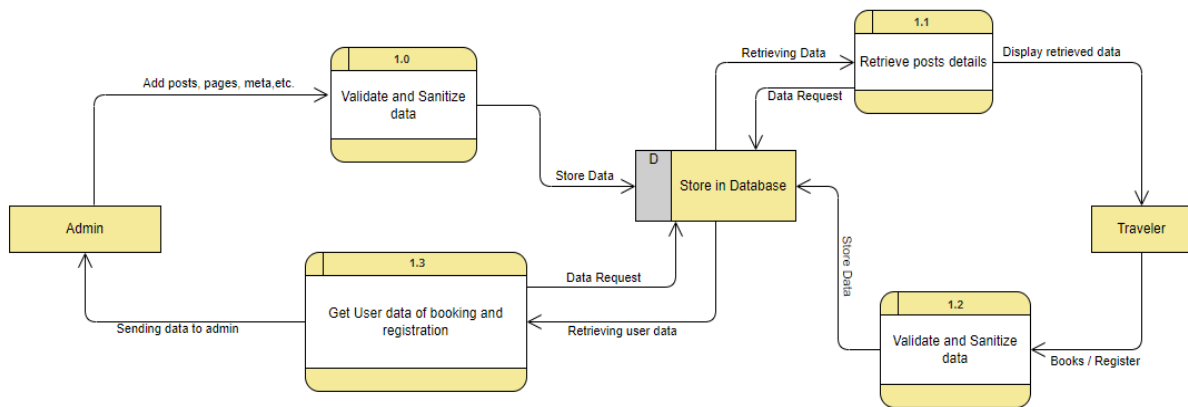 1.1
Retrieve posts details
Retrieving Data
Display retrieved data
Data Request
1.0
Validate and Sanitize
data
Add posts, pages, meta,etc.
Store Data
D
Store in Database
Admin
Traveler
1.3
Get User data of booking and
registration
Data Request
Retrieving user data
Sending data to admin
Store Data
1.2
Validate and Sanitize
data
Books / Register